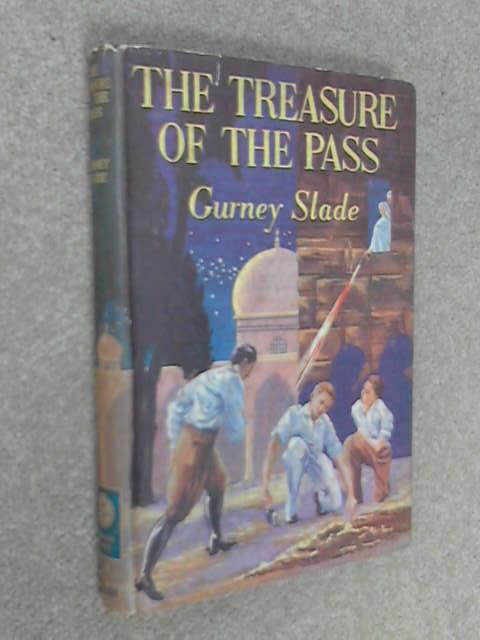 THE TREASURE
OF THE PASS
Gurney Slade